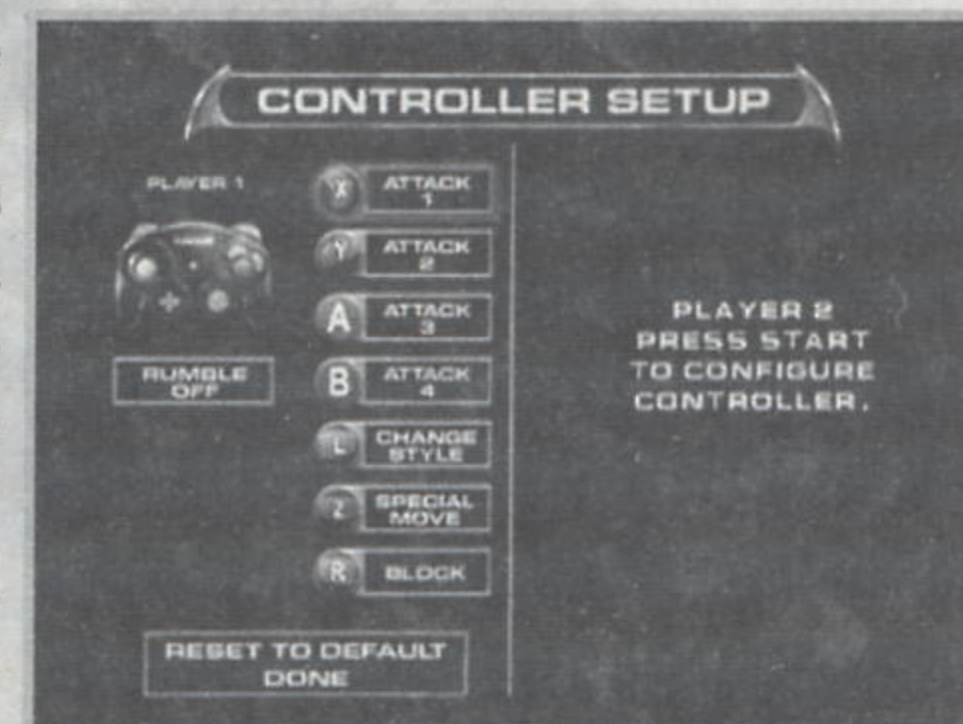 CONTROLLER SETUP
PLAYER 1
RUMBLE
OFF
X
ATTACK
1
Y
ATTACK
2
A
ATTACK
3
B
ATTACK
4
L
CHANGE
STYLE
Z
SPECIAL
MOVE
R
BLOCK
RESET TO DEFAULT
DONE
PLAYER 2
PRESS START
TO CONFIGURE
CONTROLLER.